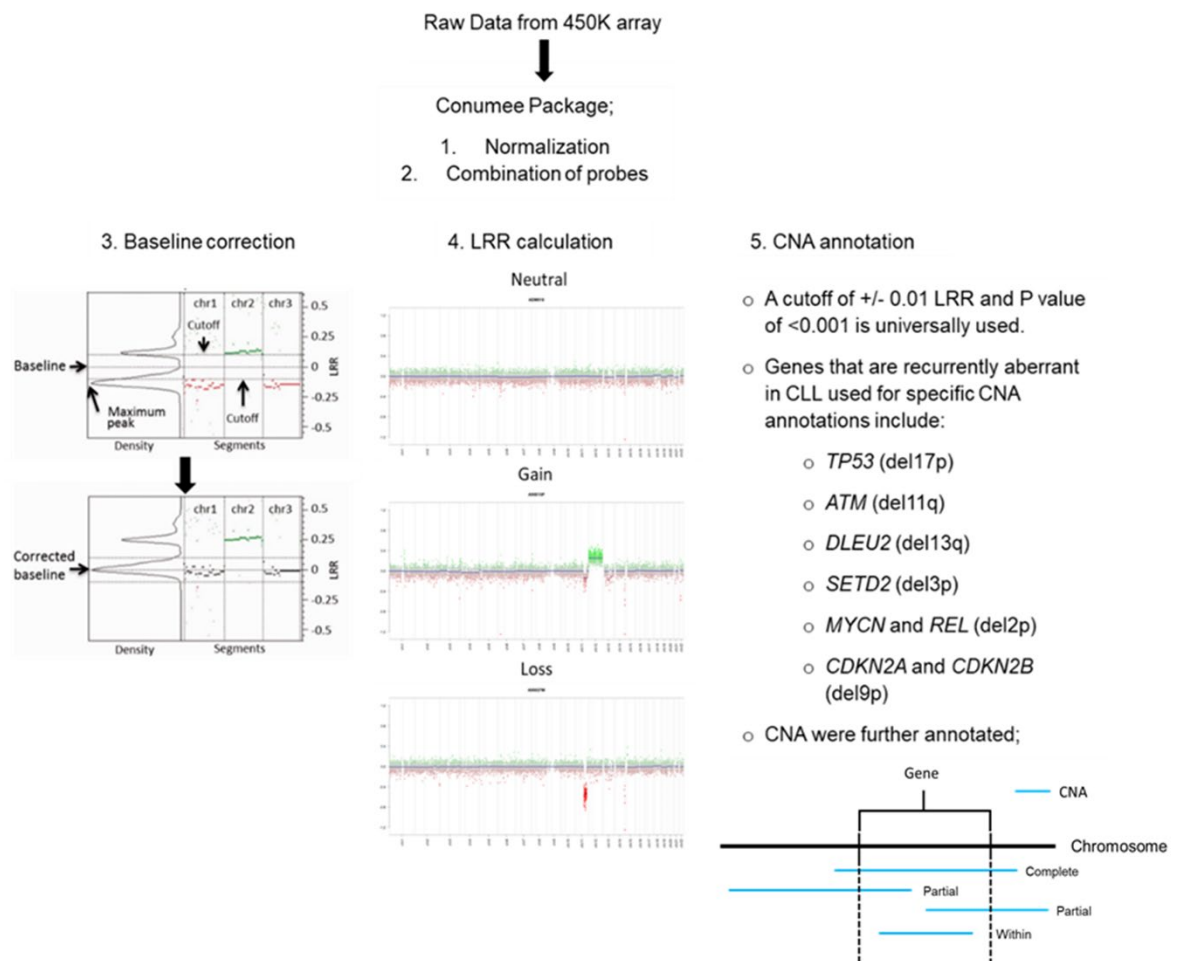 Raw Data from 450K array
Conumee Package;
1. Normalization
2. Combination of probes
3. Baseline correction
chr1 chr2 chr3
Cutoff
Baseline
Maximum
peak
Cutoff
0.5
0.25
0
-0.25
-0.5
LRR
Density
Segments
chr1 chr2 chr3
Corrected
baseline
0.5
0.25
0
-0.25
-0.5
LRR
Density
Segments
4. LRR calculation
Neutral
Gain
Loss
5. CNA annotation
o A cutoff of +/- 0.01 LRR and P value
of <0.001 is universally used.
o Genes that are recurrently aberrant
in CLL used for specific CNA
annotations include:
o TP53 (del17p)
o ATM (del11q)
o DLEU2 (del13q)
o SETD2 (del3p)
o MYCN and REL (del2p)
o CDKN2A and CDKN2B
(del9p)
o CNA were further annotated;
Gene
CNA
Chromosome
Complete
Partial
Partial
Within